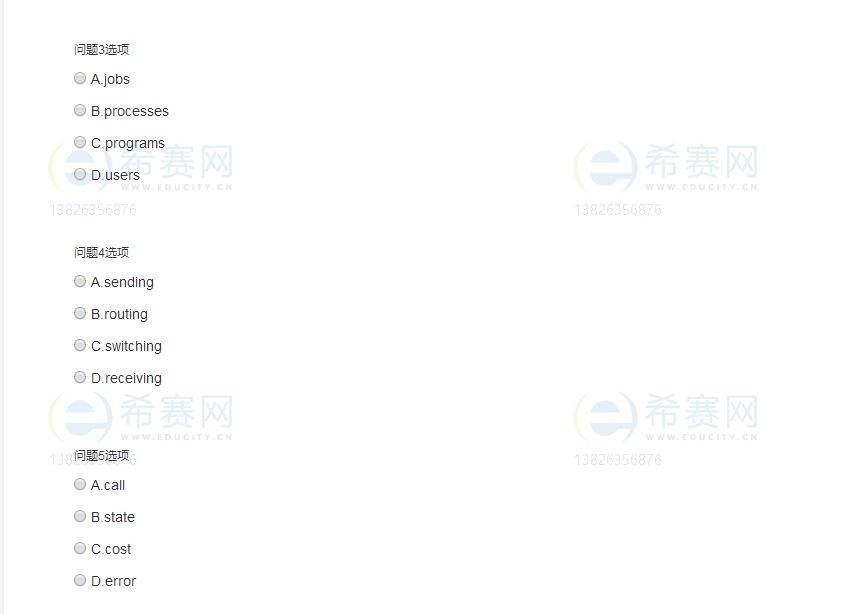 问题3选项
A.jobs
B.processes
C.programs
D.users
希赛网
WWW.EDUCITY.CN
13826356876
希赛网
WWW.EDUCITY.CN
13826356876
问题4选项
A.sending
B.routing
C.switching
D.receiving
希赛网
WWW.EDUCITY.CN
13826356876
希赛网
WWW.EDUCITY.CN
13826356876
问题5选项
A.call
B.state
C.cost
D.error